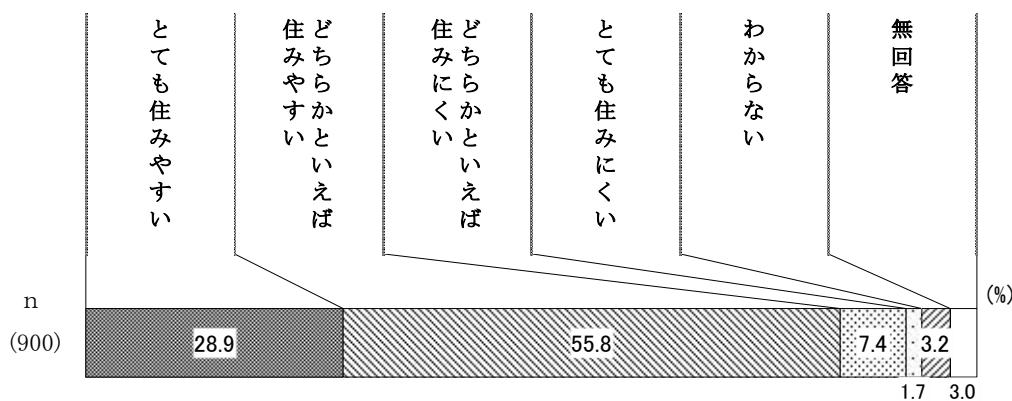 とても住みやすい
どちらかといえば
住みやすい
どちらかといえば
住みにくい
とても住みにくい
わからない
無回答
(%)
n
(900)
28.9
55.8
7.4
3.2
1.7
3.0